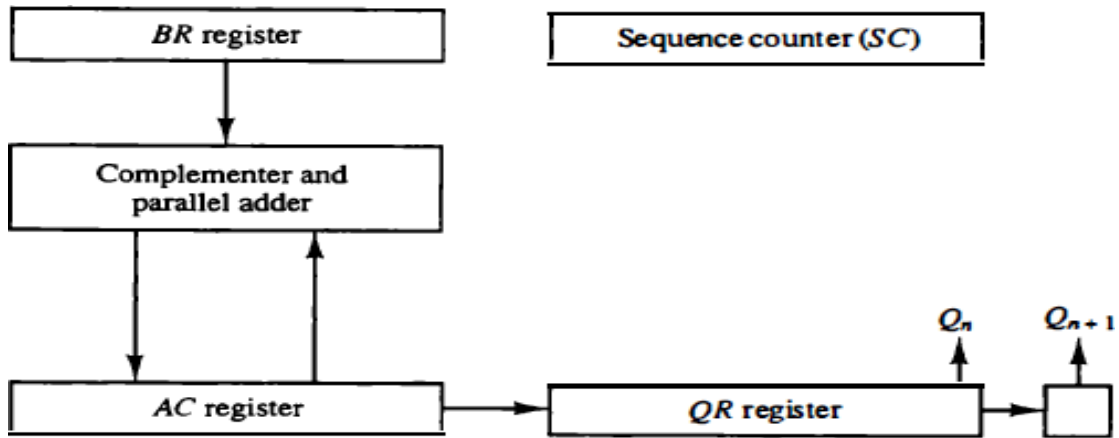 BR register
Sequence counter (SC)
Complementer and
parallel adder
Qn
Qn + 1
AC register
QR register